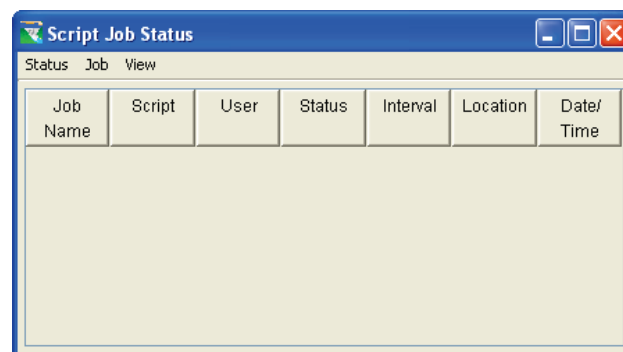 Script Job Status
Status Job View
Job Name Script User Status Interval Location Date/ Time